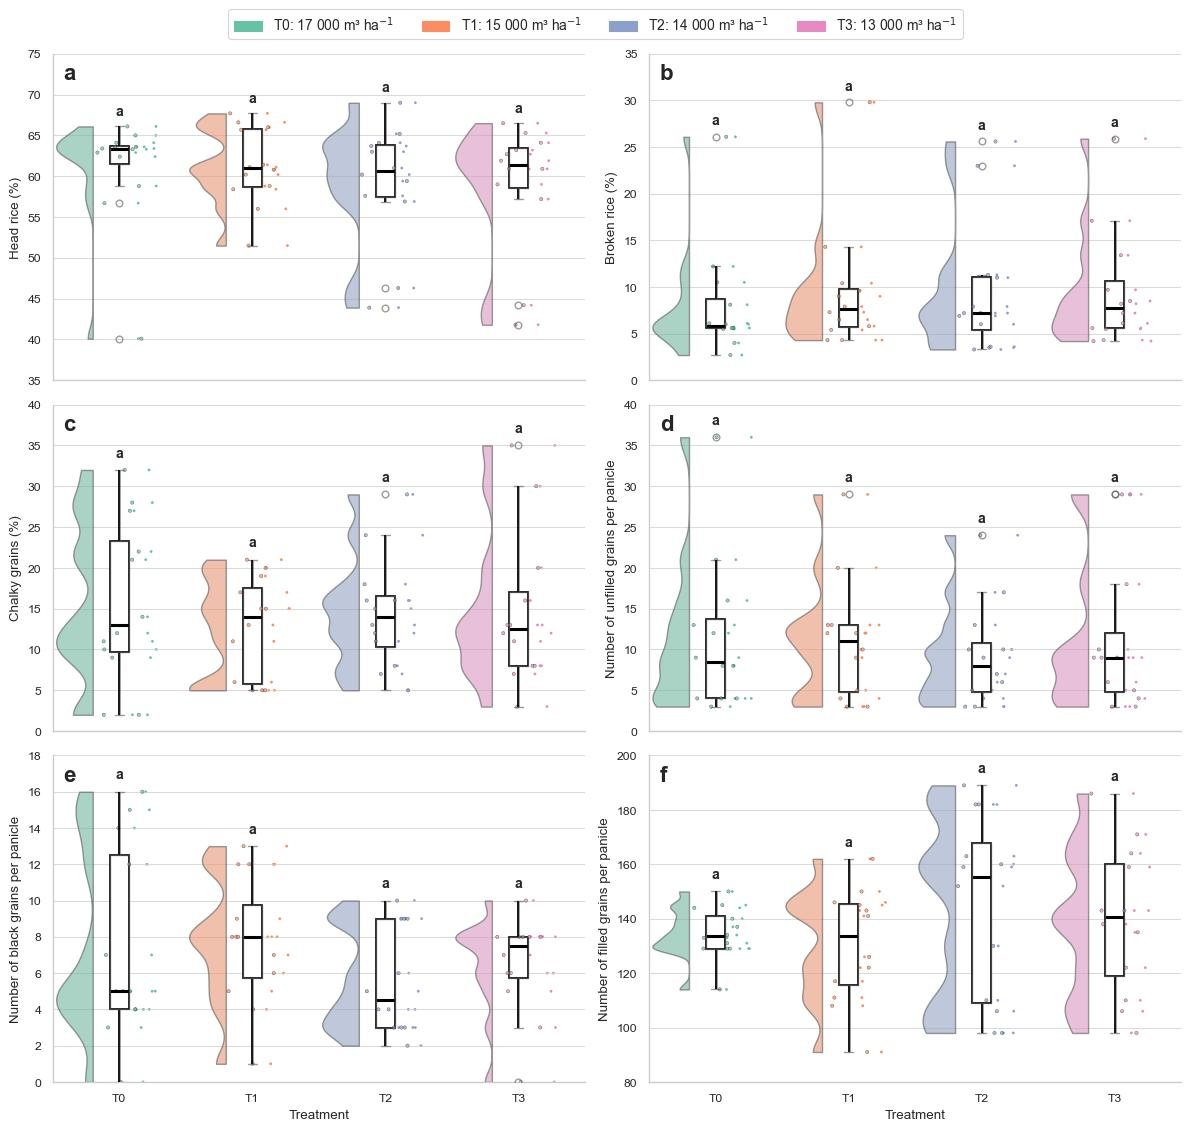 T0: 17 000 m³ ha⁻¹ T1: 15 000 m³ ha⁻¹ T2: 14 000 m³ ha⁻¹ T3: 13 000 m³ ha⁻¹
a
Head rice (%)
75
70
65
60
55
50
45
40
35
a a a a
b
Broken rice (%)
35
30
25
20
15
10
5
0
a a a a
c
Chalky grains (%)
40
35
30
25
20
15
10
5
0
a a a a
d
Number of unfilled grains per panicle
40
35
30
25
20
15
10
5
0
a a a a
e
Number of black grains per panicle
18
16
14
12
10
8
6
4
2
0
a a a a
T0 T1 T2 T3
Treatment
f
Number of filled grains per panicle
200
180
160
140
120
100
80
a a a a
T0 T1 T2 T3
Treatment